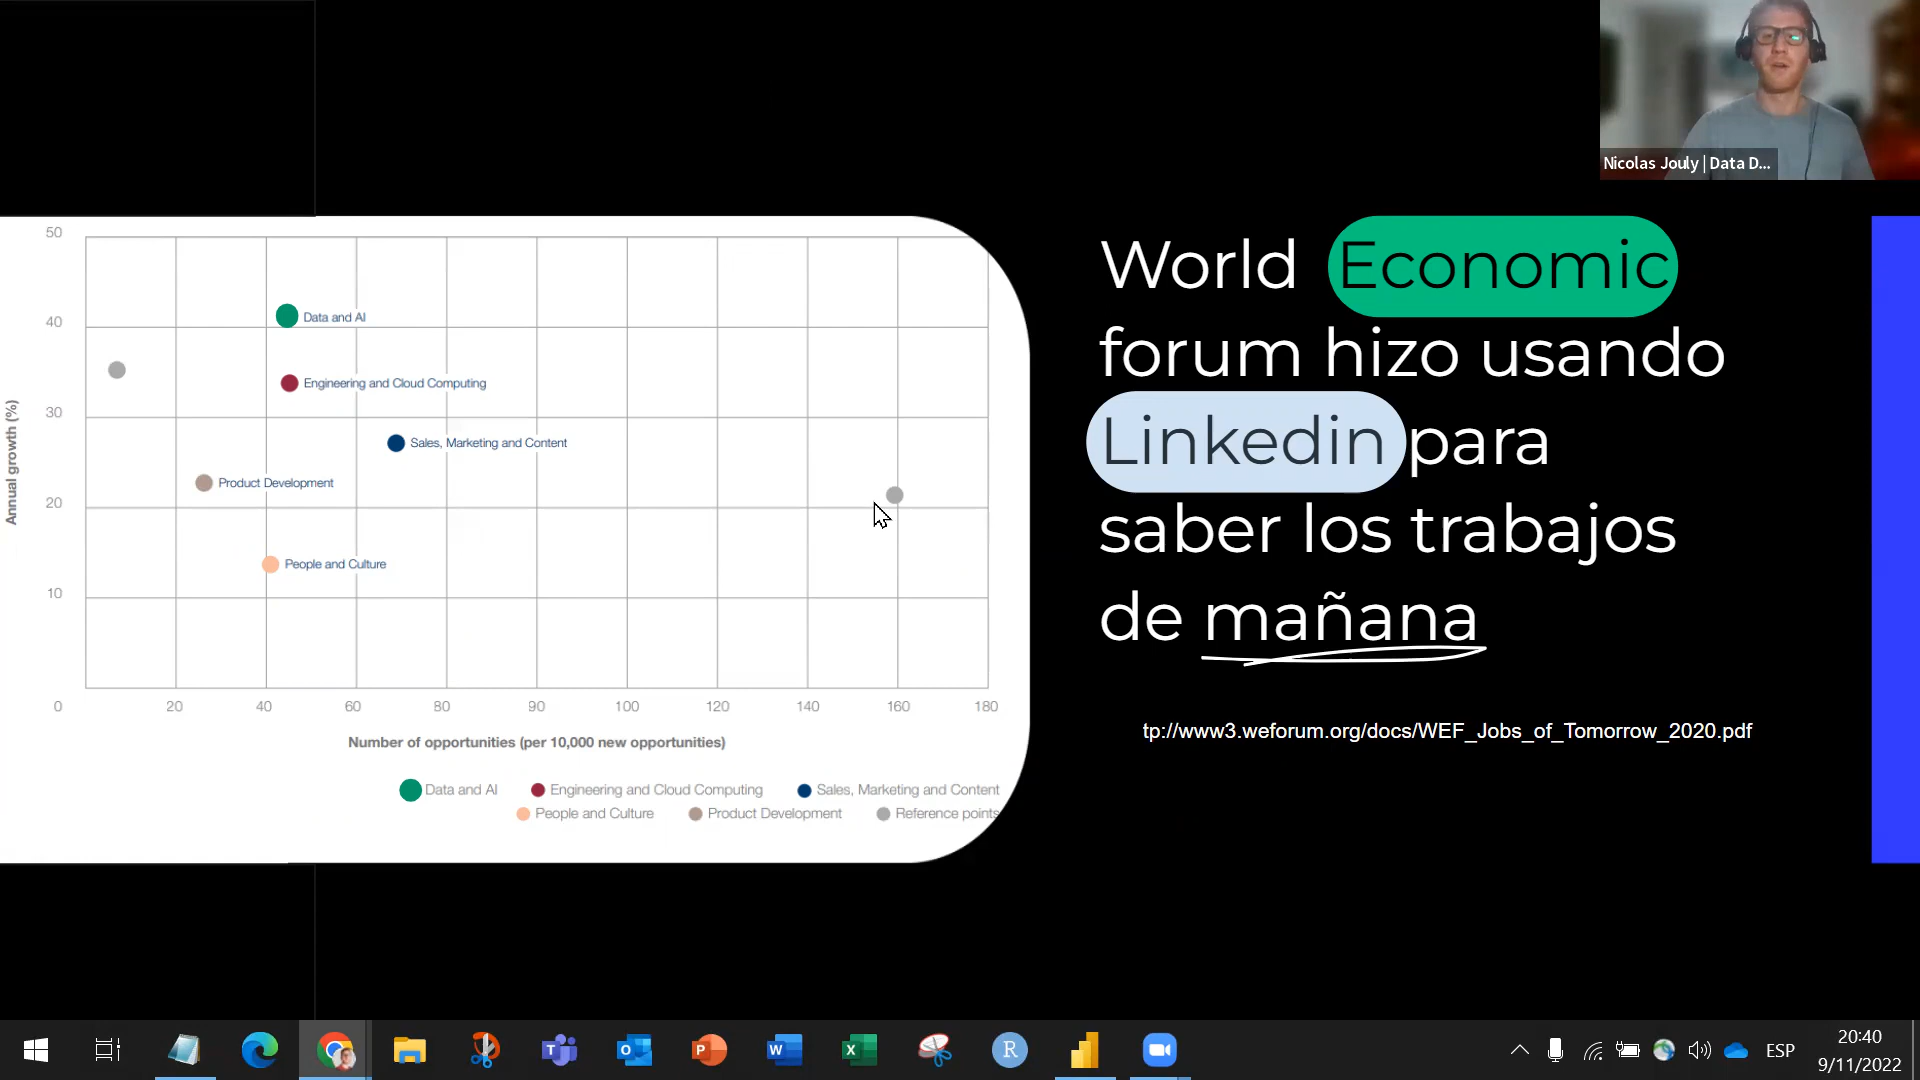 Nicolas Jouly | Data D...
World Economic
forum hizo usando
Linkedin para
saber los trabajos
de mañana
tp://www3.weforum.org/docs/WEF_Jobs_of_Tomorrow_2020.pdf
Annual growth (%)
50
40
30
20
10
0
Data and AI
Engineering and Cloud Computing
Sales, Marketing and Content
Product Development
People and Culture
20 40 60 80 90 100 120 140 160 180
Number of opportunities (per 10,000 new opportunities)
Data and AI Engineering and Cloud Computing Sales, Marketing and Content
People and Culture Product Development Reference points
ESP
20:40
9/11/2022